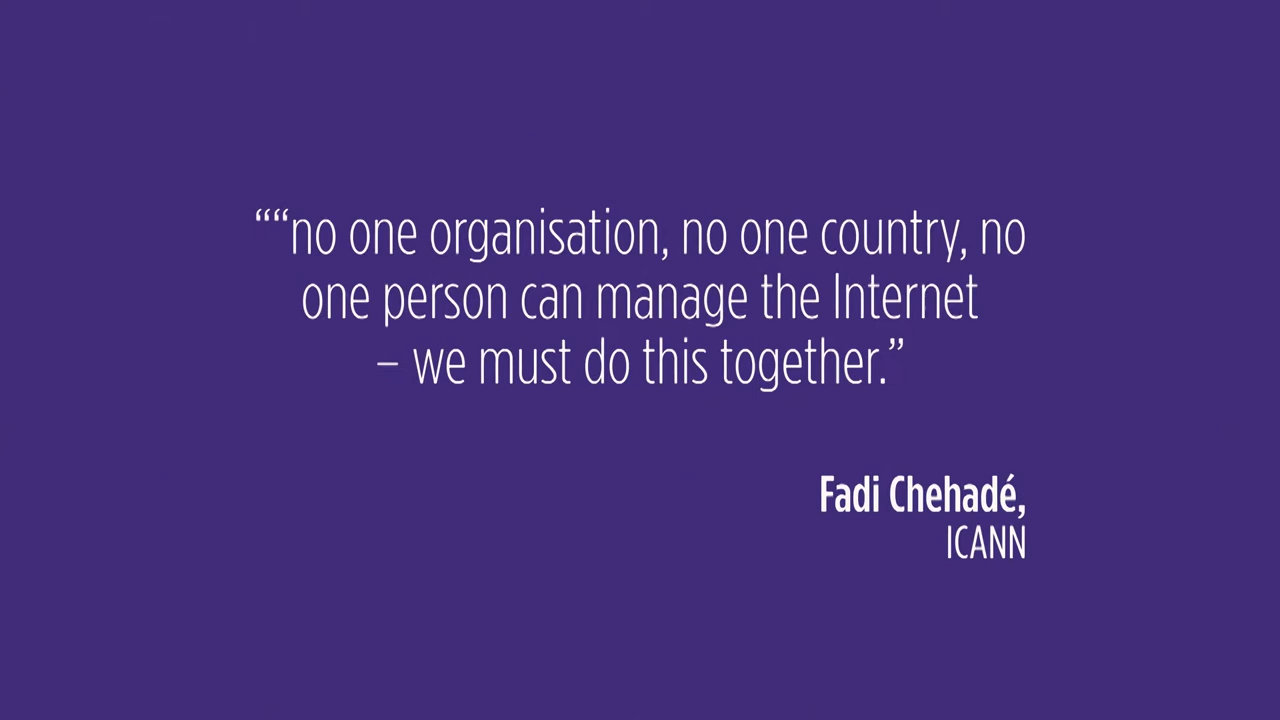 ““no one organisation, no one country, no
one person can manage the Internet
– we must do this together.”
Fadi Chehadé,
ICANN